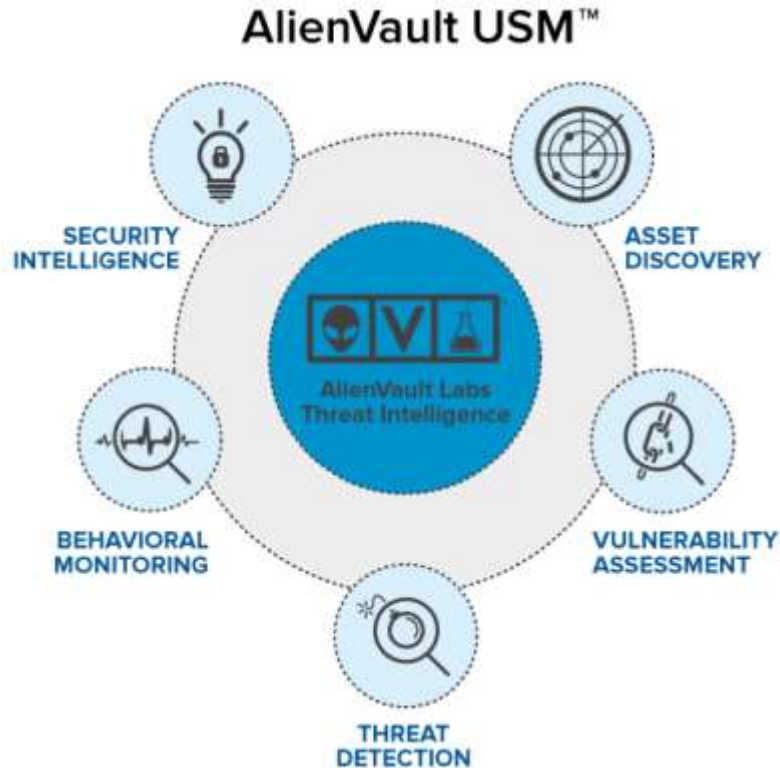 AlienVault USM™
SECURITY
INTELLIGENCE
ASSET
DISCOVERY
V
AlienVault Labs
Threat Intelligence
BEHAVIORAL
MONITORING
VULNERABILITY
ASSESSMENT
THREAT
DETECTION